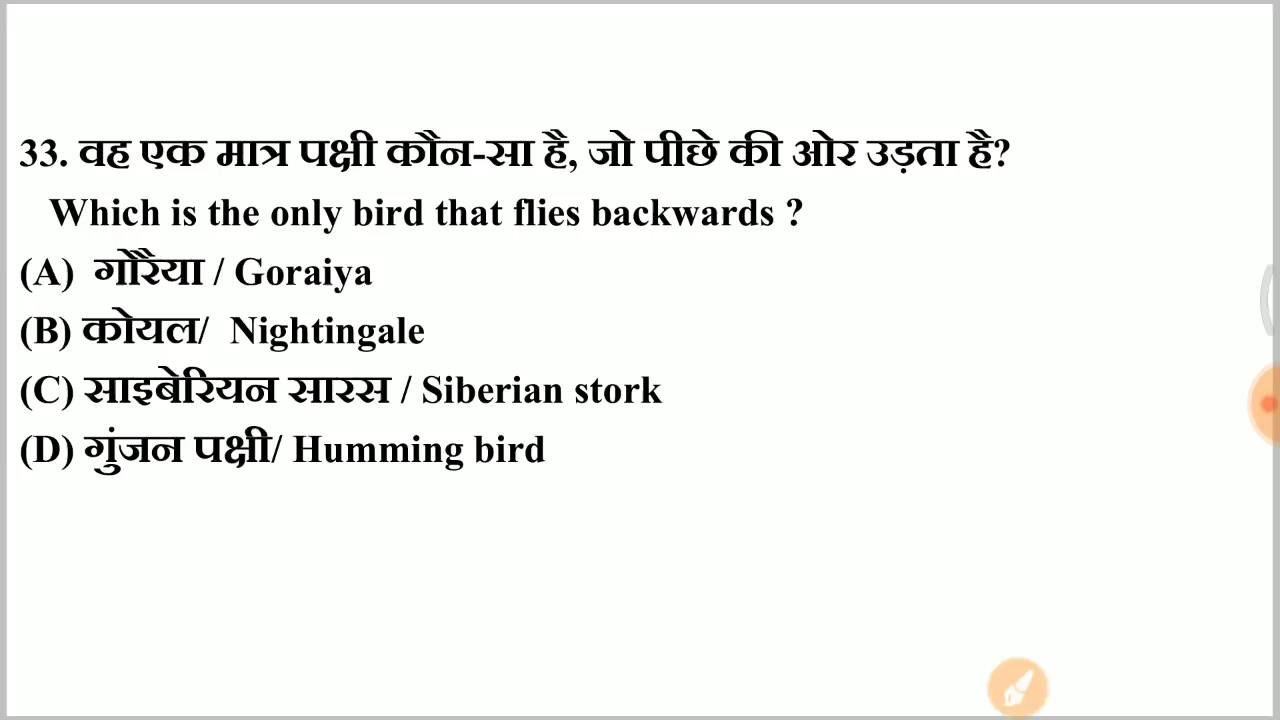 33. वह एक मात्र पक्षी कौन-सा है, जो पीछे की ओर उड़ता है?
Which is the only bird that flies backwards ?
(A) गौरैया / Goraiya
(B) कोयल/ Nightingale
(C) साइबेरियन सारस / Siberian stork
(D) गुंजन पक्षी/ Humming bird